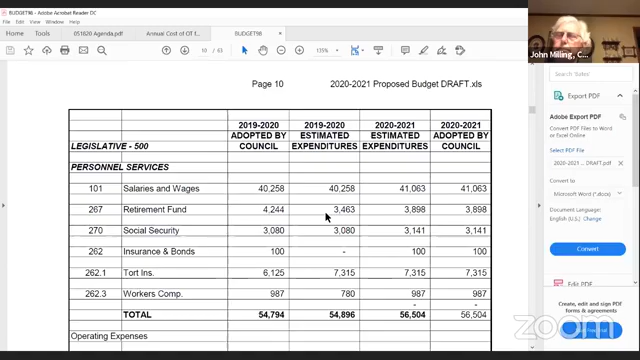 BUDGET98 - Adobe Acrobat Reader DC
File Edit View Window Help
Home Tools 051820 Agenda.pdf Annual Cost of OT f... BUDGET98 ×
10 / 63 135%
Page 10 2020-2021 Proposed Budget DRAFT.xls
LEGISLATIVE - 500 2019-2020 ADOPTED BY COUNCIL 2019-2020 ESTIMATED EXPENDITURES 2020-2021 ESTIMATED EXPENDITURES 2020-2021 ADOPTED BY COUNCIL
PERSONNEL SERVICES
101 Salaries and Wages 40,258 40,258 41,063 41,063
267 Retirement Fund 4,244 3,463 3,898 3,898
270 Social Security 3,080 3,080 3,141 3,141
262 Insurance & Bonds 100 - 100 100
262.1 Tort Ins. 6,125 7,315 7,315 7,315
262.3 Workers Comp. 987 780 987 987
- -
TOTAL 54,794 54,896 56,504 56,504
Operating Expenses
John Milling, C...
Export PDF
Adobe Export PDF
Convert PDF Files to Word
or Excel Online
Select PDF File
2020-2021 ... DRAFT.pdf ×
Convert to
Microsoft Word (*.docx)
Document Language:
English (U.S.) Change
Convert
Edit PDF
Create, edit and sign PDF
forms & agreements
zoom